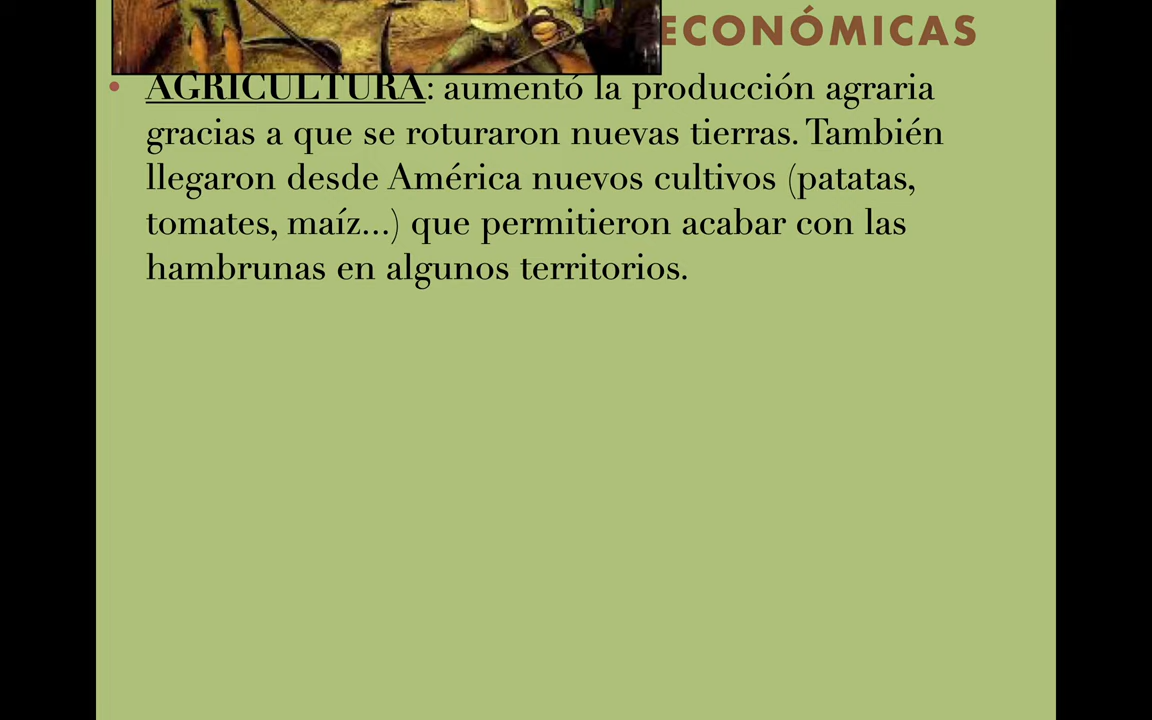 ECONÓMICAS
• AGRICULTURA: aumentó la producción agraria
gracias a que se roturaron nuevas tierras. También
llegaron desde América nuevos cultivos (patatas,
tomates, maíz...) que permitieron acabar con las
hambrunas en algunos territorios.